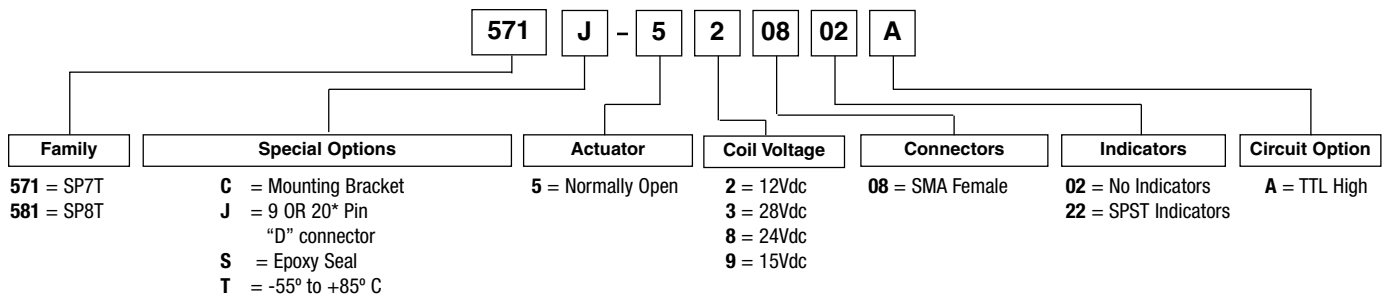 571 J - 5 2 08 02 A
Family
571 = SP7T
581 = SP8T
Special Options
C = Mounting Bracket
J = 9 OR 20* Pin
“D” connector
S = Epoxy Seal
T = -55º to +85º C
Actuator
5 = Normally Open
Coil Voltage
2 = 12Vdc
3 = 28Vdc
8 = 24Vdc
9 = 15Vdc
Connectors
08 = SMA Female
Indicators
02 = No Indicators
22 = SPST Indicators
Circuit Option
A = TTL High